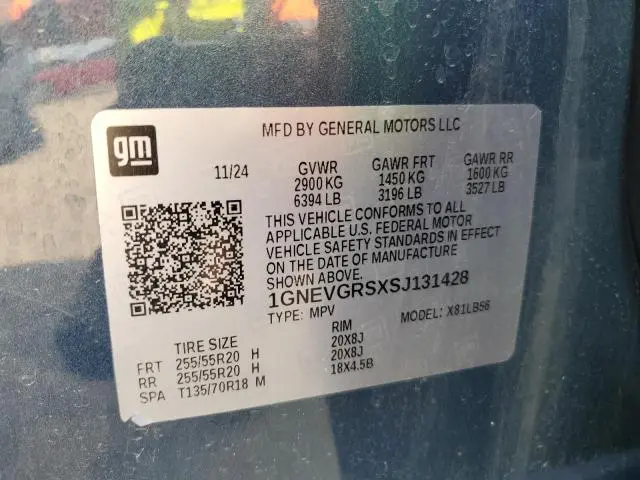 gm
MFD BY GENERAL MOTORS LLC
11/24 GVWR GAWR FRT GAWR RR
2900 KG 1450 KG 1600 KG
6394 LB 3196 LB 3527 LB
THIS VEHICLE CONFORMS TO ALL
APPLICABLE U.S. FEDERAL MOTOR
VEHICLE SAFETY STANDARDS IN EFFECT
ON THE DATE OF MANUFACTURE
SHOWN ABOVE.
1GNEVGRSXSJ131428
TYPE: MPV MODEL: X81LB56
TIRE SIZE RIM
FRT 255/55R20 H 20X8J
RR 255/55R20 H 20X8J
SPA T135/70R18 M 18X4.5B